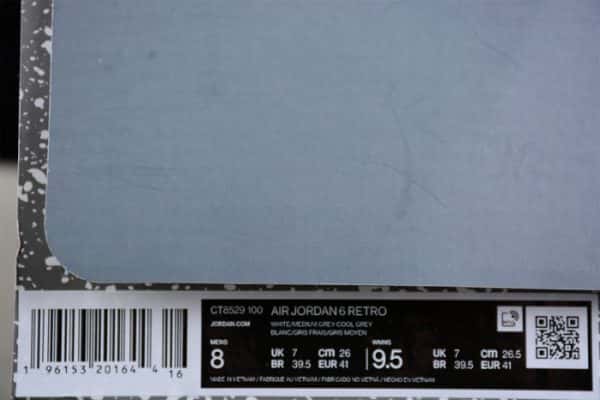 CT8529 100 AIR JORDAN 6 RETRO
JORDAN.COM
WHITE/MEDIUM GREY COOL GREY
BLANC/GRIS FRAIS/GRIS MOYEN
MENS
8
UK 7 cm 26
BR 39.5 EUR 41
WMNS
9.5
UK 7 cm 26.5
BR 39.5 EUR 41
MADE IN VIETNAM / FABRIQUÉ AU VIETNAM / FABRICADO NO VIETNÃ / HECHO EN VIETNAM
1 96153 20164 4 16